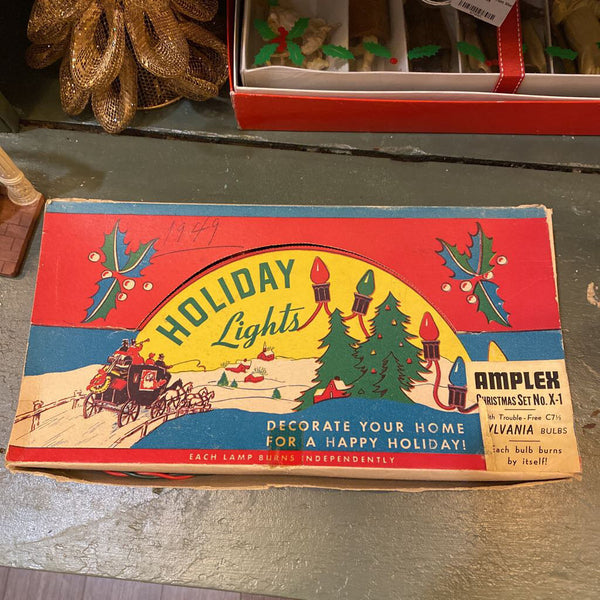 1949
HOLIDAY
Lights
DECORATE YOUR HOME
FOR A HAPPY HOLIDAY!
EACH LAMP BURNS INDEPENDENTLY
AMPLEX
CHRISTMAS SET No. X-1
th Trouble-Free C7½
YLVANIA BULBS
Each bulb burns
by itself!